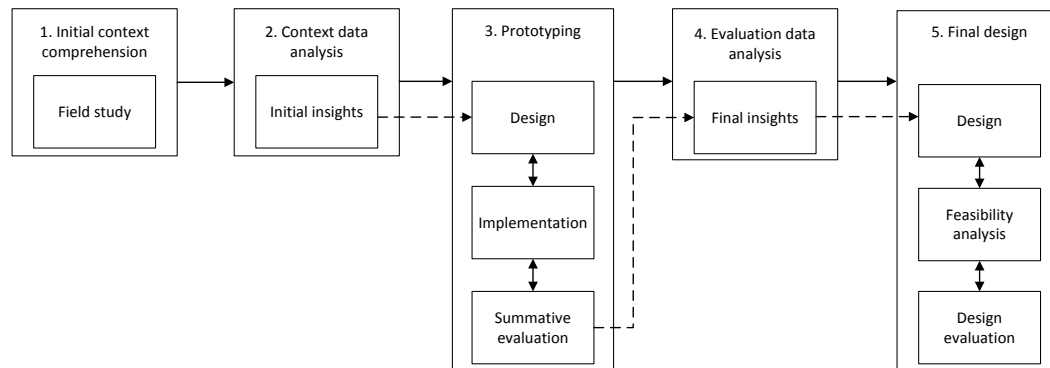 1. Initial context
comprehension
Field study
2. Context data
analysis
Initial insights
3. Prototyping
Design
Implementation
Summative
evaluation
4. Evaluation data
analysis
Final insights
5. Final design
Design
Feasibility
analysis
Design
evaluation